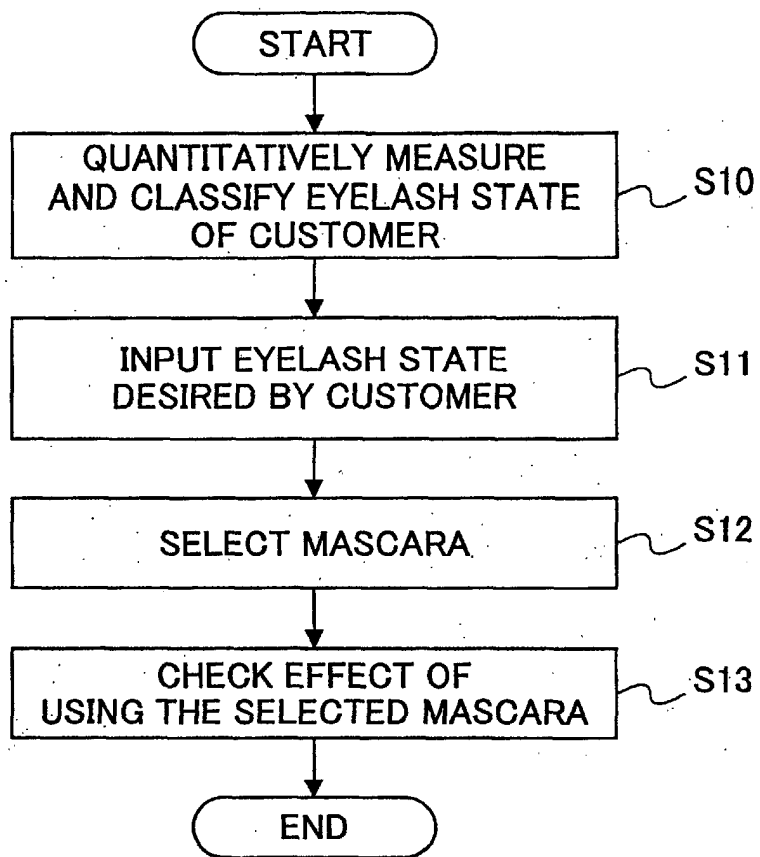 START
QUANTITATIVELY MEASURE
AND CLASSIFY EYELASH STATE
OF CUSTOMER
S10
INPUT EYELASH STATE
DESIRED BY CUSTOMER
S11
SELECT MASCARA
S12
CHECK EFFECT OF
USING THE SELECTED MASCARA
S13
END